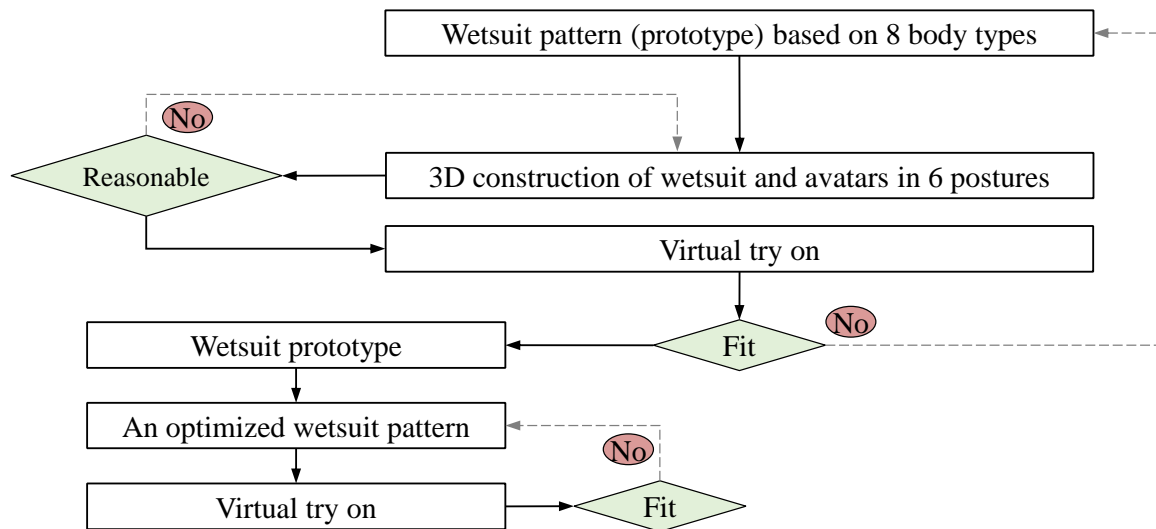 Wetsuit pattern (prototype) based on 8 body types
No
Reasonable
3D construction of wetsuit and avatars in 6 postures
Virtual try on
No
Wetsuit prototype
Fit
An optimized wetsuit pattern
No
Virtual try on
Fit